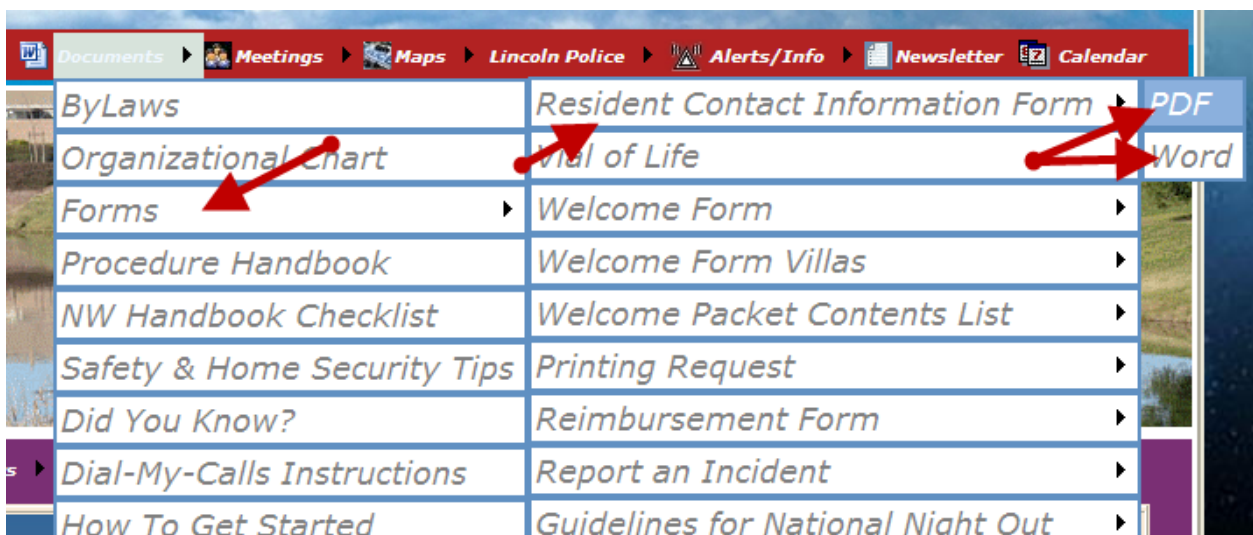 Documents Meetings Maps Lincoln Police Alerts/Info Newsletter Calendar
ByLaws
Organizational Chart
Forms
Procedure Handbook
NW Handbook Checklist
Safety & Home Security Tips
Did You Know?
Dial-My-Calls Instructions
How To Get Started
Resident Contact Information Form
Vial of Life
Welcome Form
Welcome Form Villas
Welcome Packet Contents List
Printing Request
Reimbursement Form
Report an Incident
Guidelines for National Night Out
PDF
Word